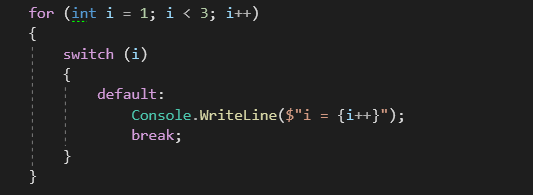 for (int i = 1; i < 3; i++)
{
switch (i)
{
default:
Console.WriteLine($"i = {i++}");
break;
}
}